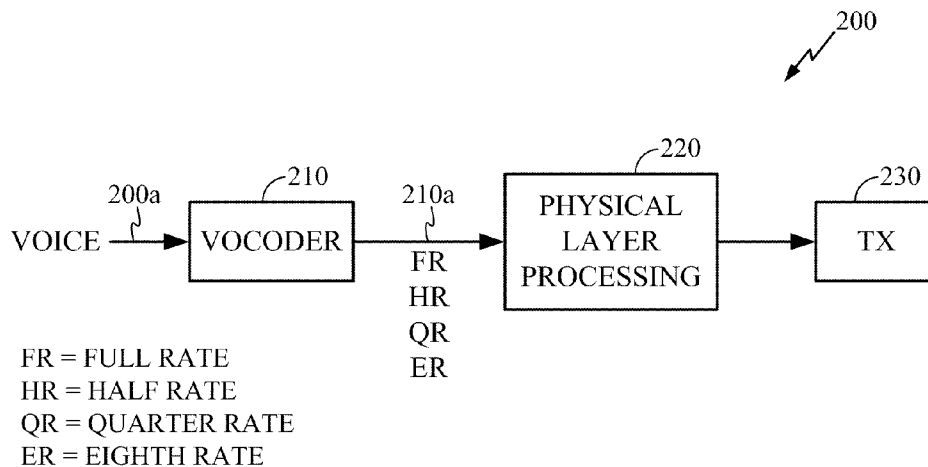 200
210
220
230
200a
210a
VOICE
VOCODER
PHYSICAL
LAYER
PROCESSING
TX
FR
HR
QR
ER
FR = FULL RATE
HR = HALF RATE
QR = QUARTER RATE
ER = EIGHTH RATE